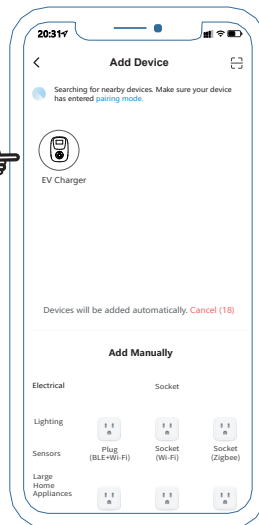 20:31
Add Device
Searching for nearby devices. Make sure your device
has entered pairing mode.
EV Charger
Devices will be added automatically. Cancel (18)
Add Manually
Electrical
Socket
Lighting
Plug
(BLE+Wi-Fi)
Socket
(Wi-Fi)
Socket
(Zigbee)
Sensors
Large
Home
Appliances